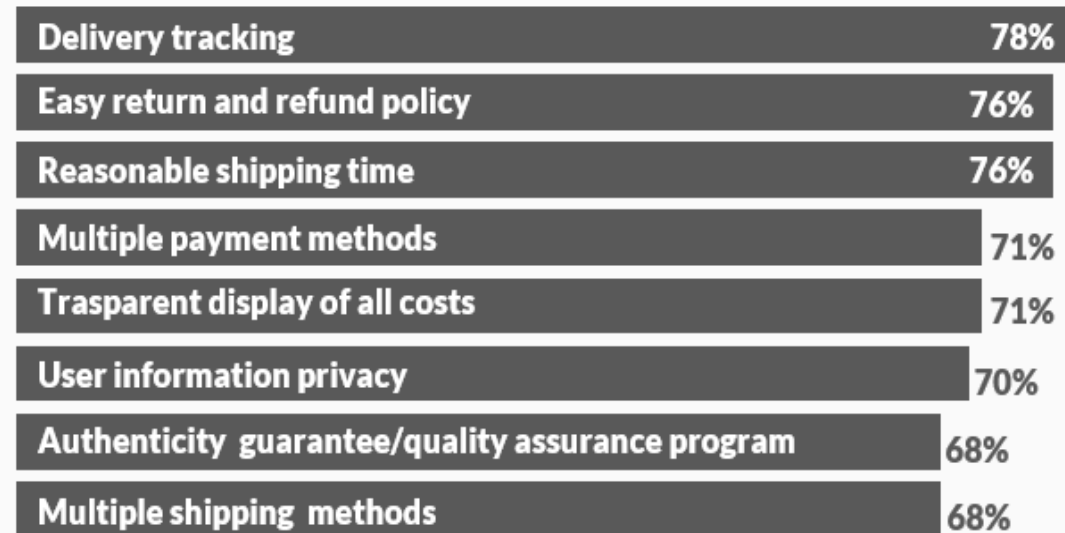 Delivery tracking 78%
Easy return and refund policy 76%
Reasonable shipping time 76%
Multiple payment methods 71%
Trasparent display of all costs 71%
User information privacy 70%
Authenticity guarantee/quality assurance program 68%
Multiple shipping methods 68%